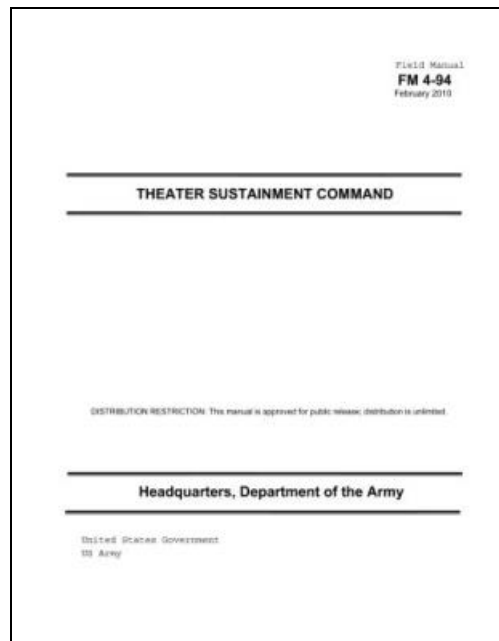 Field Manual
FM 4-94
February 2010
THEATER SUSTAINMENT COMMAND
DISTRIBUTION RESTRICTION: This manual is approved for public release; distribution is unlimited.
Headquarters, Department of the Army
United States Government
US Army